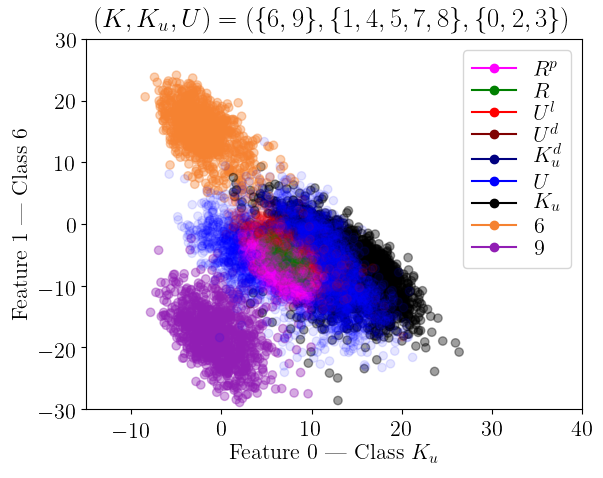 (K, K_u, U) = ({6, 9}, {1, 4, 5, 7, 8}, {0, 2, 3})
30
20
10
0
−10
−20
−30
Feature 1 — Class 6
R^p
R
U^l
U^d
K_u^d
U
K_u
6
9
−10 0 10 20 30 40
Feature 0 — Class K_u